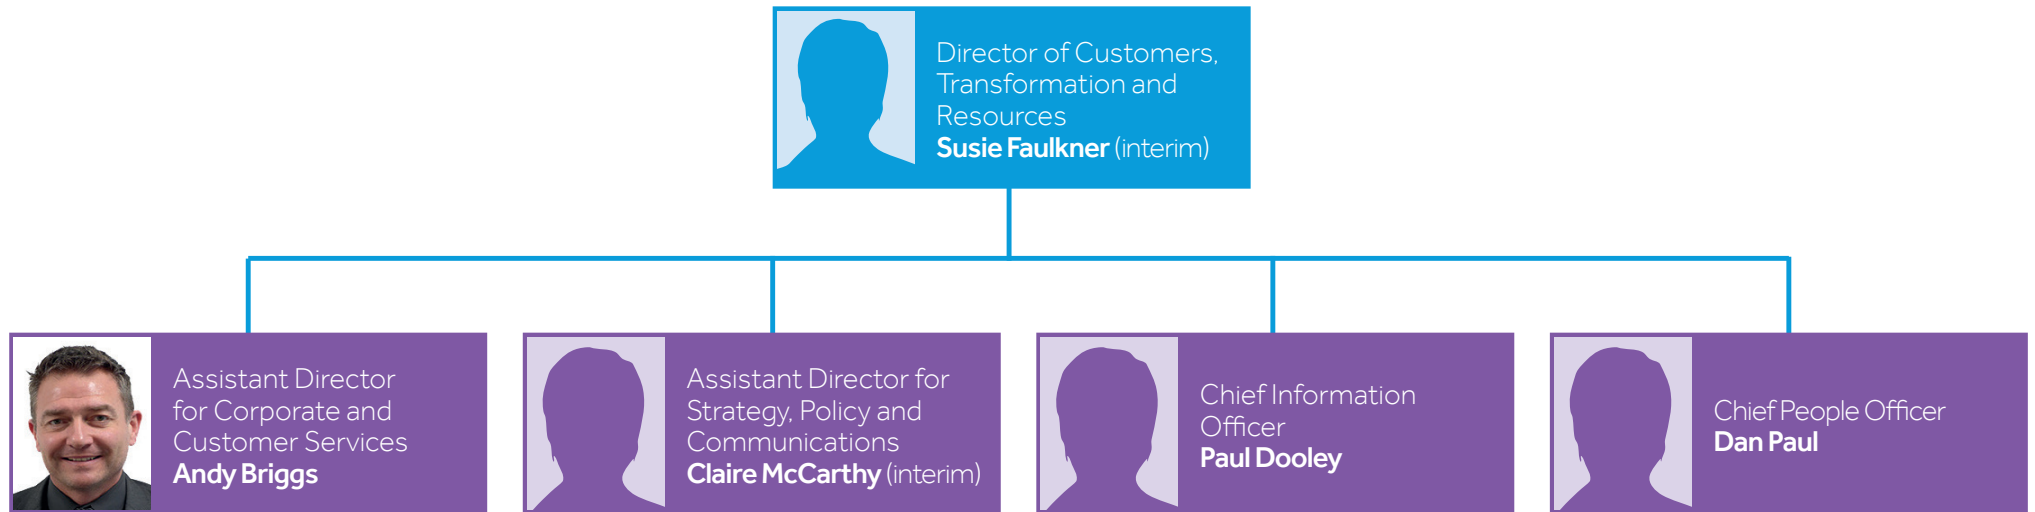 Director of Customers,
Transformation and
Resources
Susie Faulkner (interim)
Assistant Director
for Corporate and
Customer Services
Andy Briggs
Assistant Director for
Strategy, Policy and
Communications
Claire McCarthy (interim)
Chief Information
Officer
Paul Dooley
Chief People Officer
Dan Paul